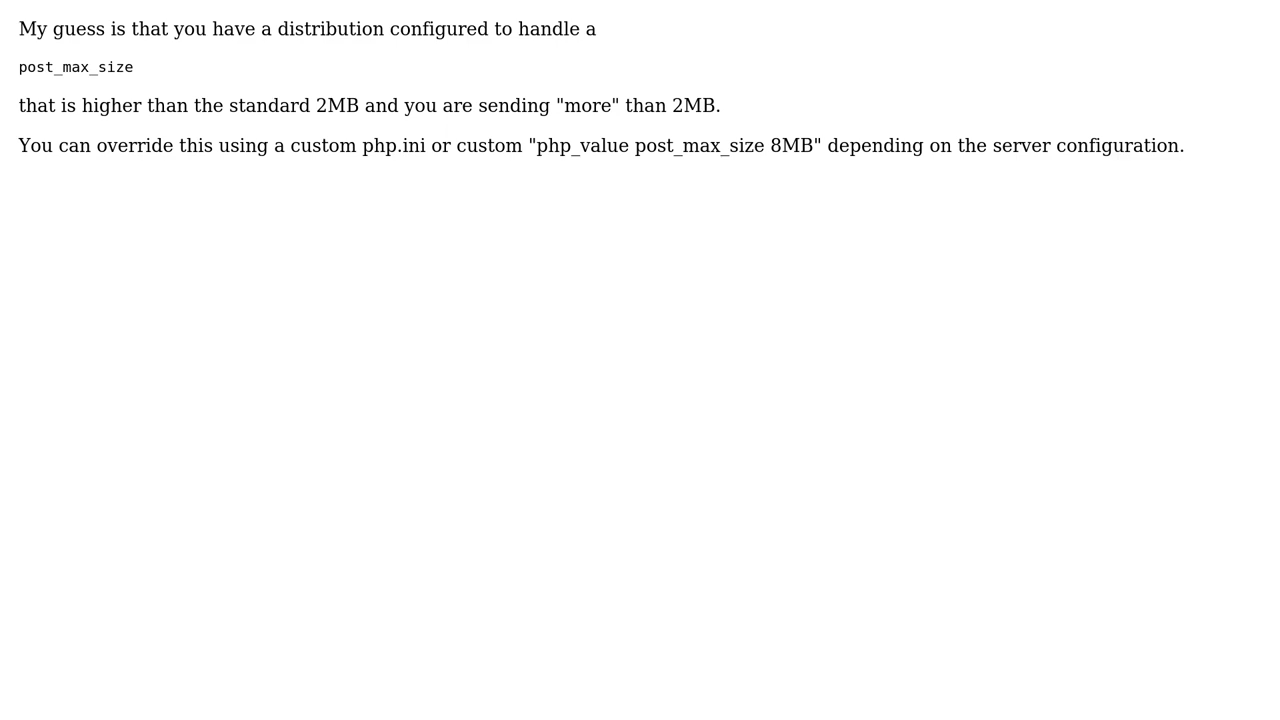 My guess is that you have a distribution configured to handle a
post_max_size
that is higher than the standard 2MB and you are sending "more" than 2MB.
You can override this using a custom php.ini or custom "php_value post_max_size 8MB" depending on the server configuration.